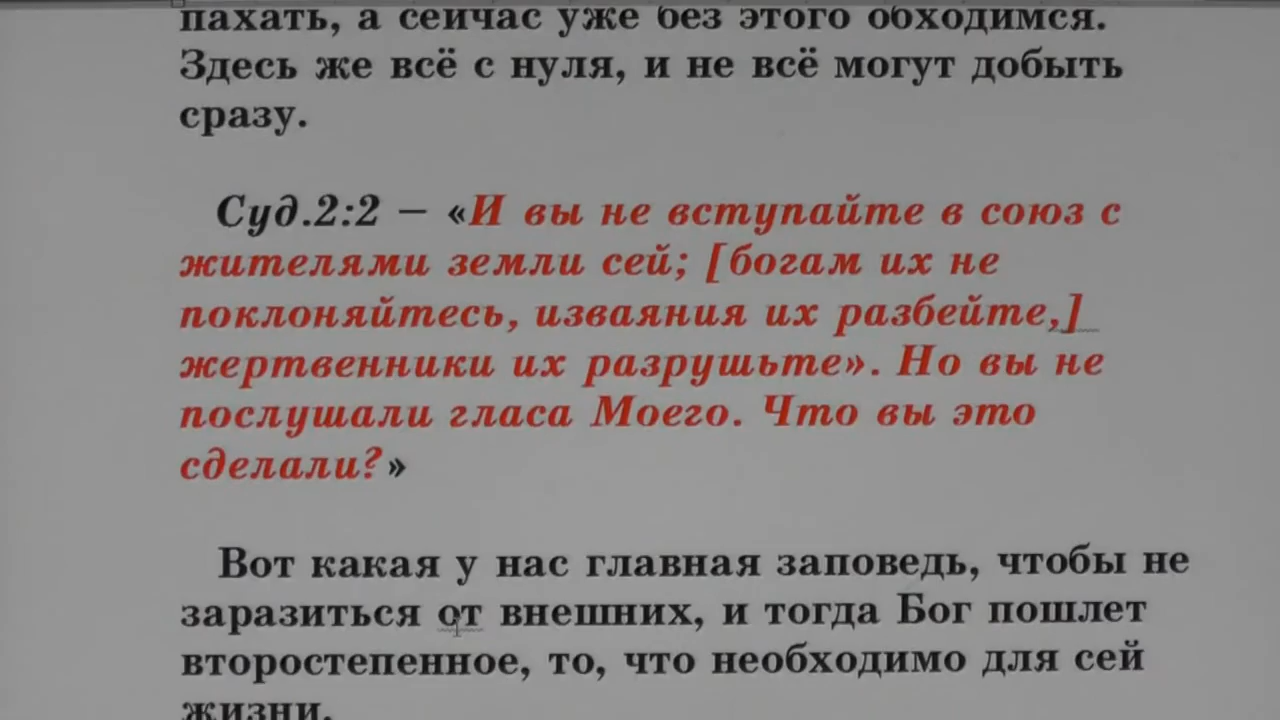 пахать, а сейчас уже без этого обходимся.
Здесь же всё с нуля, и не всё могут добыть
сразу.
Суд.2:2 – «И вы не вступайте в союз с
жителями земли сей; [богам их не
поклоняйтесь, изваяния их разбейте,]
жертвенники их разрушьте». Но вы не
послушали гласа Моего. Что вы это
сделали?»
Вот какая у нас главная заповедь, чтобы не
заразиться от внешних, и тогда Бог пошлет
второстепенное, то, что необходимо для сей
жизни.